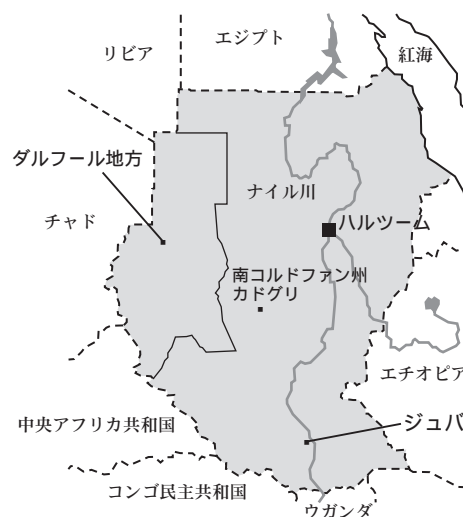 エジプト
リビア
紅海
ダルフール地方
ナイル川
チャド
ハルツーム
南コルドファン州
カドグリ
エチオピア
中央アフリカ共和国
ジュバ
コンゴ民主共和国
ウガンダ